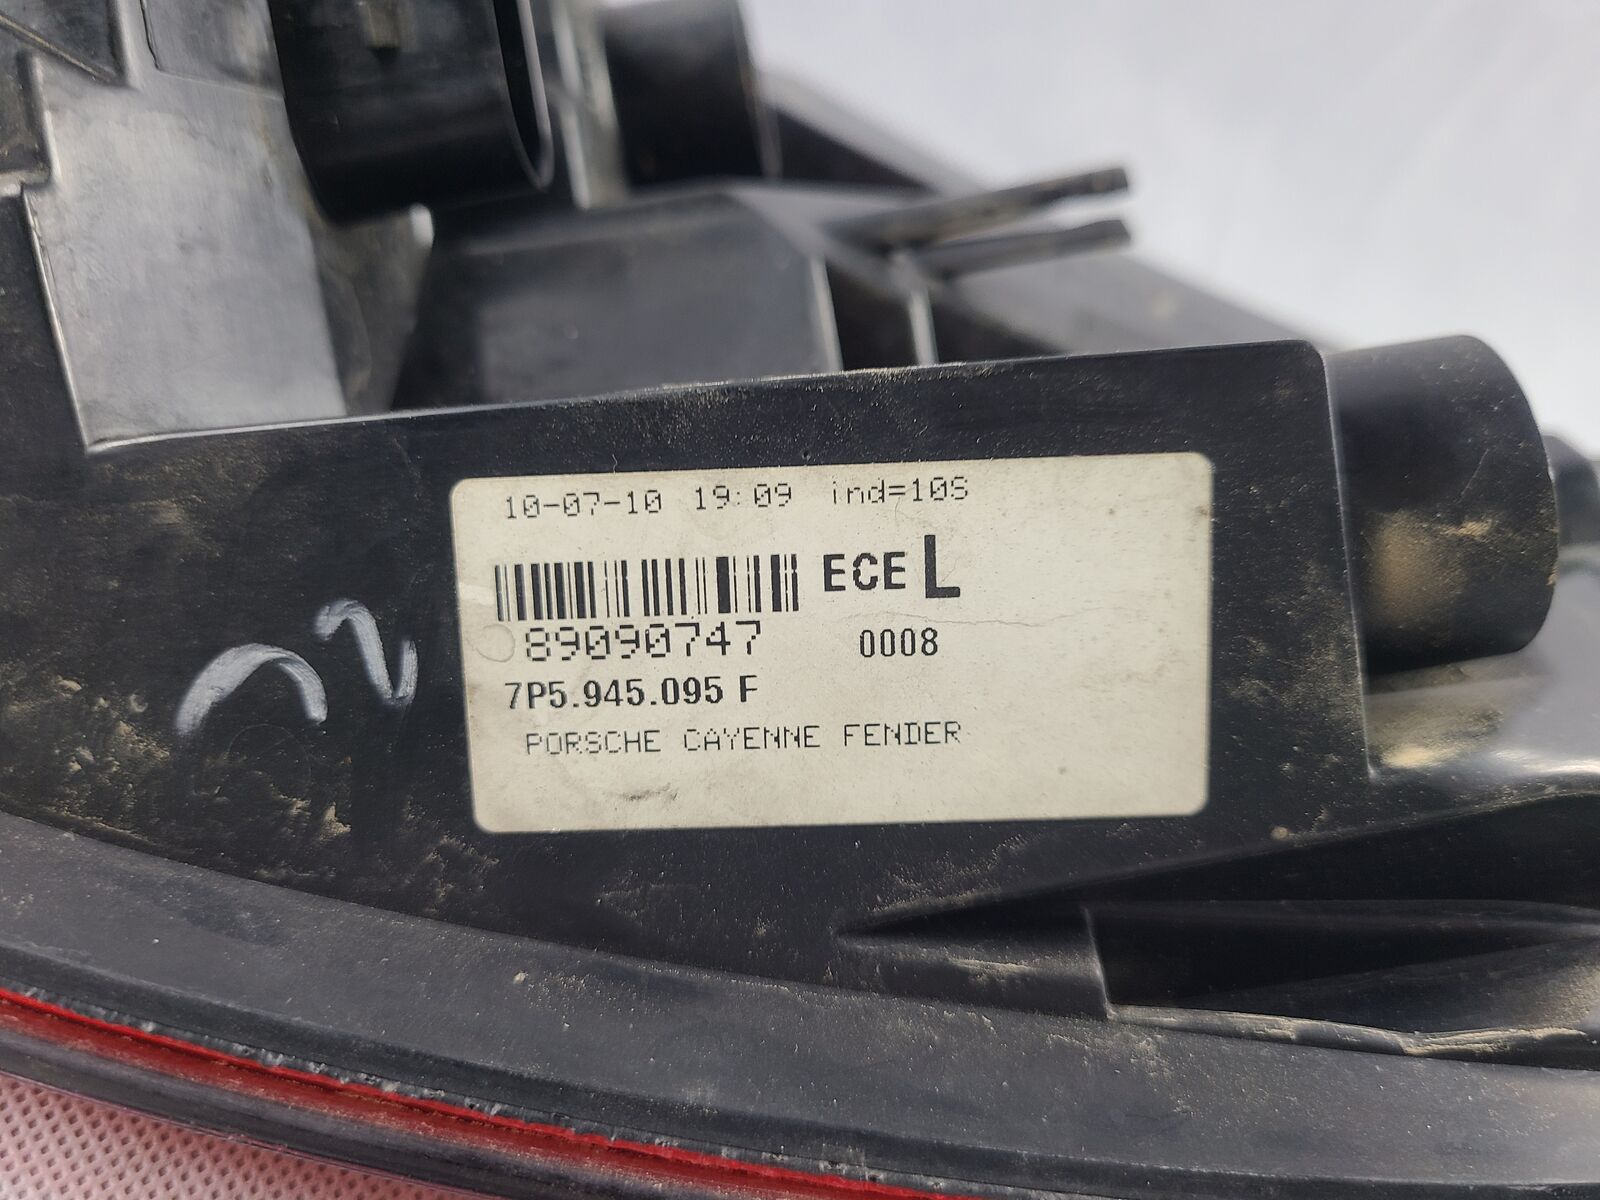 10-07-10 19:09 ind=10S
ECE L
89090747 0008
7P5.945.095 F
PORSCHE CAYENNE FENDER